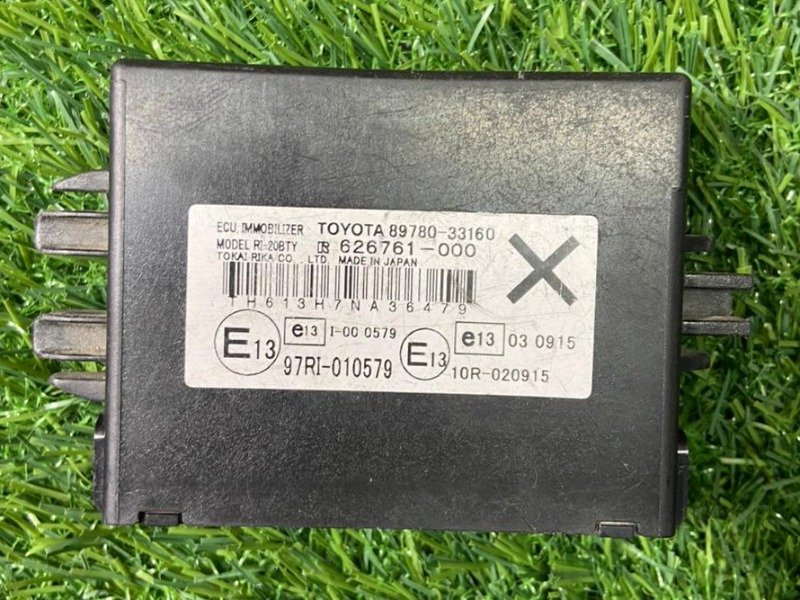 ECU, IMMOBILIZER TOYOTA 89780-33160
MODEL RI-20BTY 626761-000
TOKAI RIKA CO., LTD. MADE IN JAPAN
TH613H7NA36479
E13 e13 I-00 0579 E13 e13 03 0915
97RI-010579 10R-020915